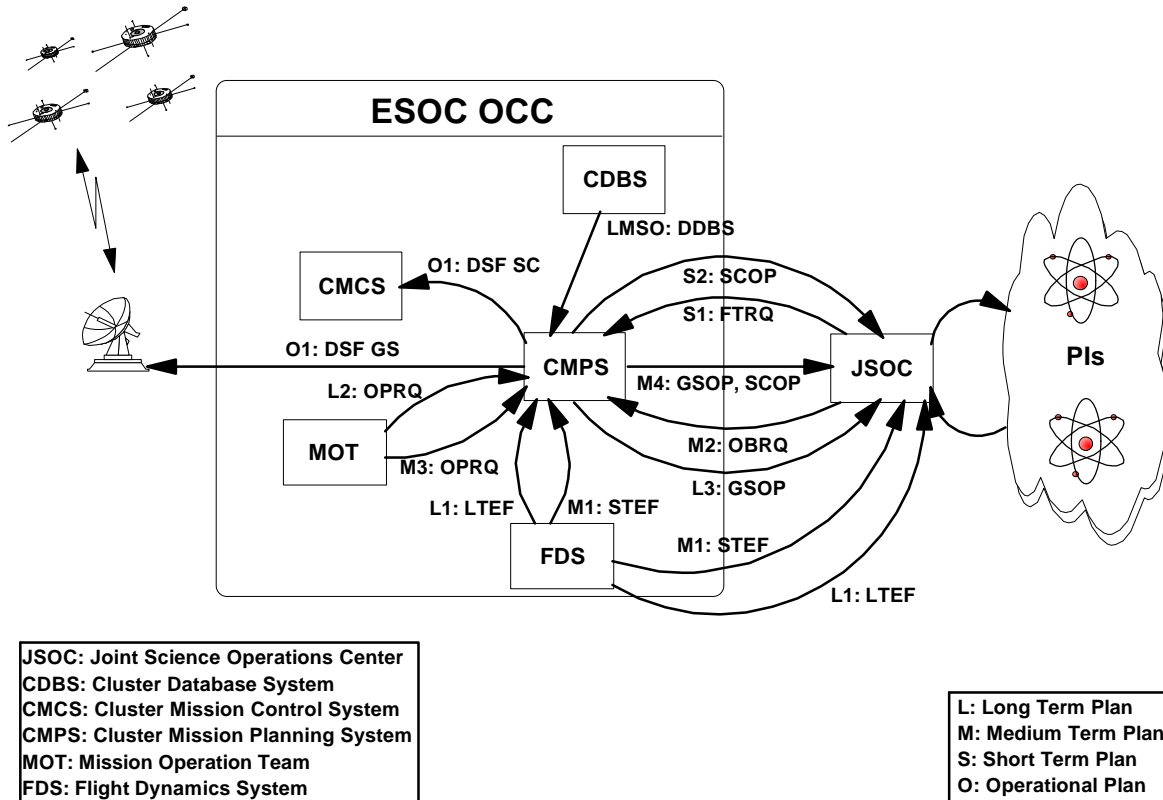 ESOC OCC
CDBS
LMSO: DDBS
O1: DSF SC
S2: SCOP
CMCS
S1: FTRQ
O1: DSF GS
CMPS
JSOC
PIs
L2: OPRQ
M4: GSOP, SCOP
MOT
M2: OBRQ
M3: OPRQ
L3: GSOP
L1: LTEF
M1: STEF
FDS
M1: STEF
L1: LTEF
JSOC: Joint Science Operations Center
CDBS: Cluster Database System
CMCS: Cluster Mission Control System
CMPS: Cluster Mission Planning System
MOT: Mission Operation Team
FDS: Flight Dynamics System
L: Long Term Plan
M: Medium Term Plan
S: Short Term Plan
O: Operational Plan